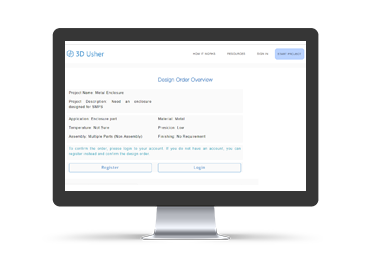 3D Usher
HOW IT WORKS RESOURCES SIGN IN START PROJECT
Design Order Overview
Project Name: Metal Enclosure
Project Description: Need an enclosure
designed for 5MP's
Application: Enclosure part Material: Metal
Temperature: Not Sure Precision: Low
Assembly: Multiple Parts (Non-Assembly) Finishing: No Requirement
To confirm the order, please login to your account. If you do not have an account, you can
register instead and confirm the design order.
Register Login